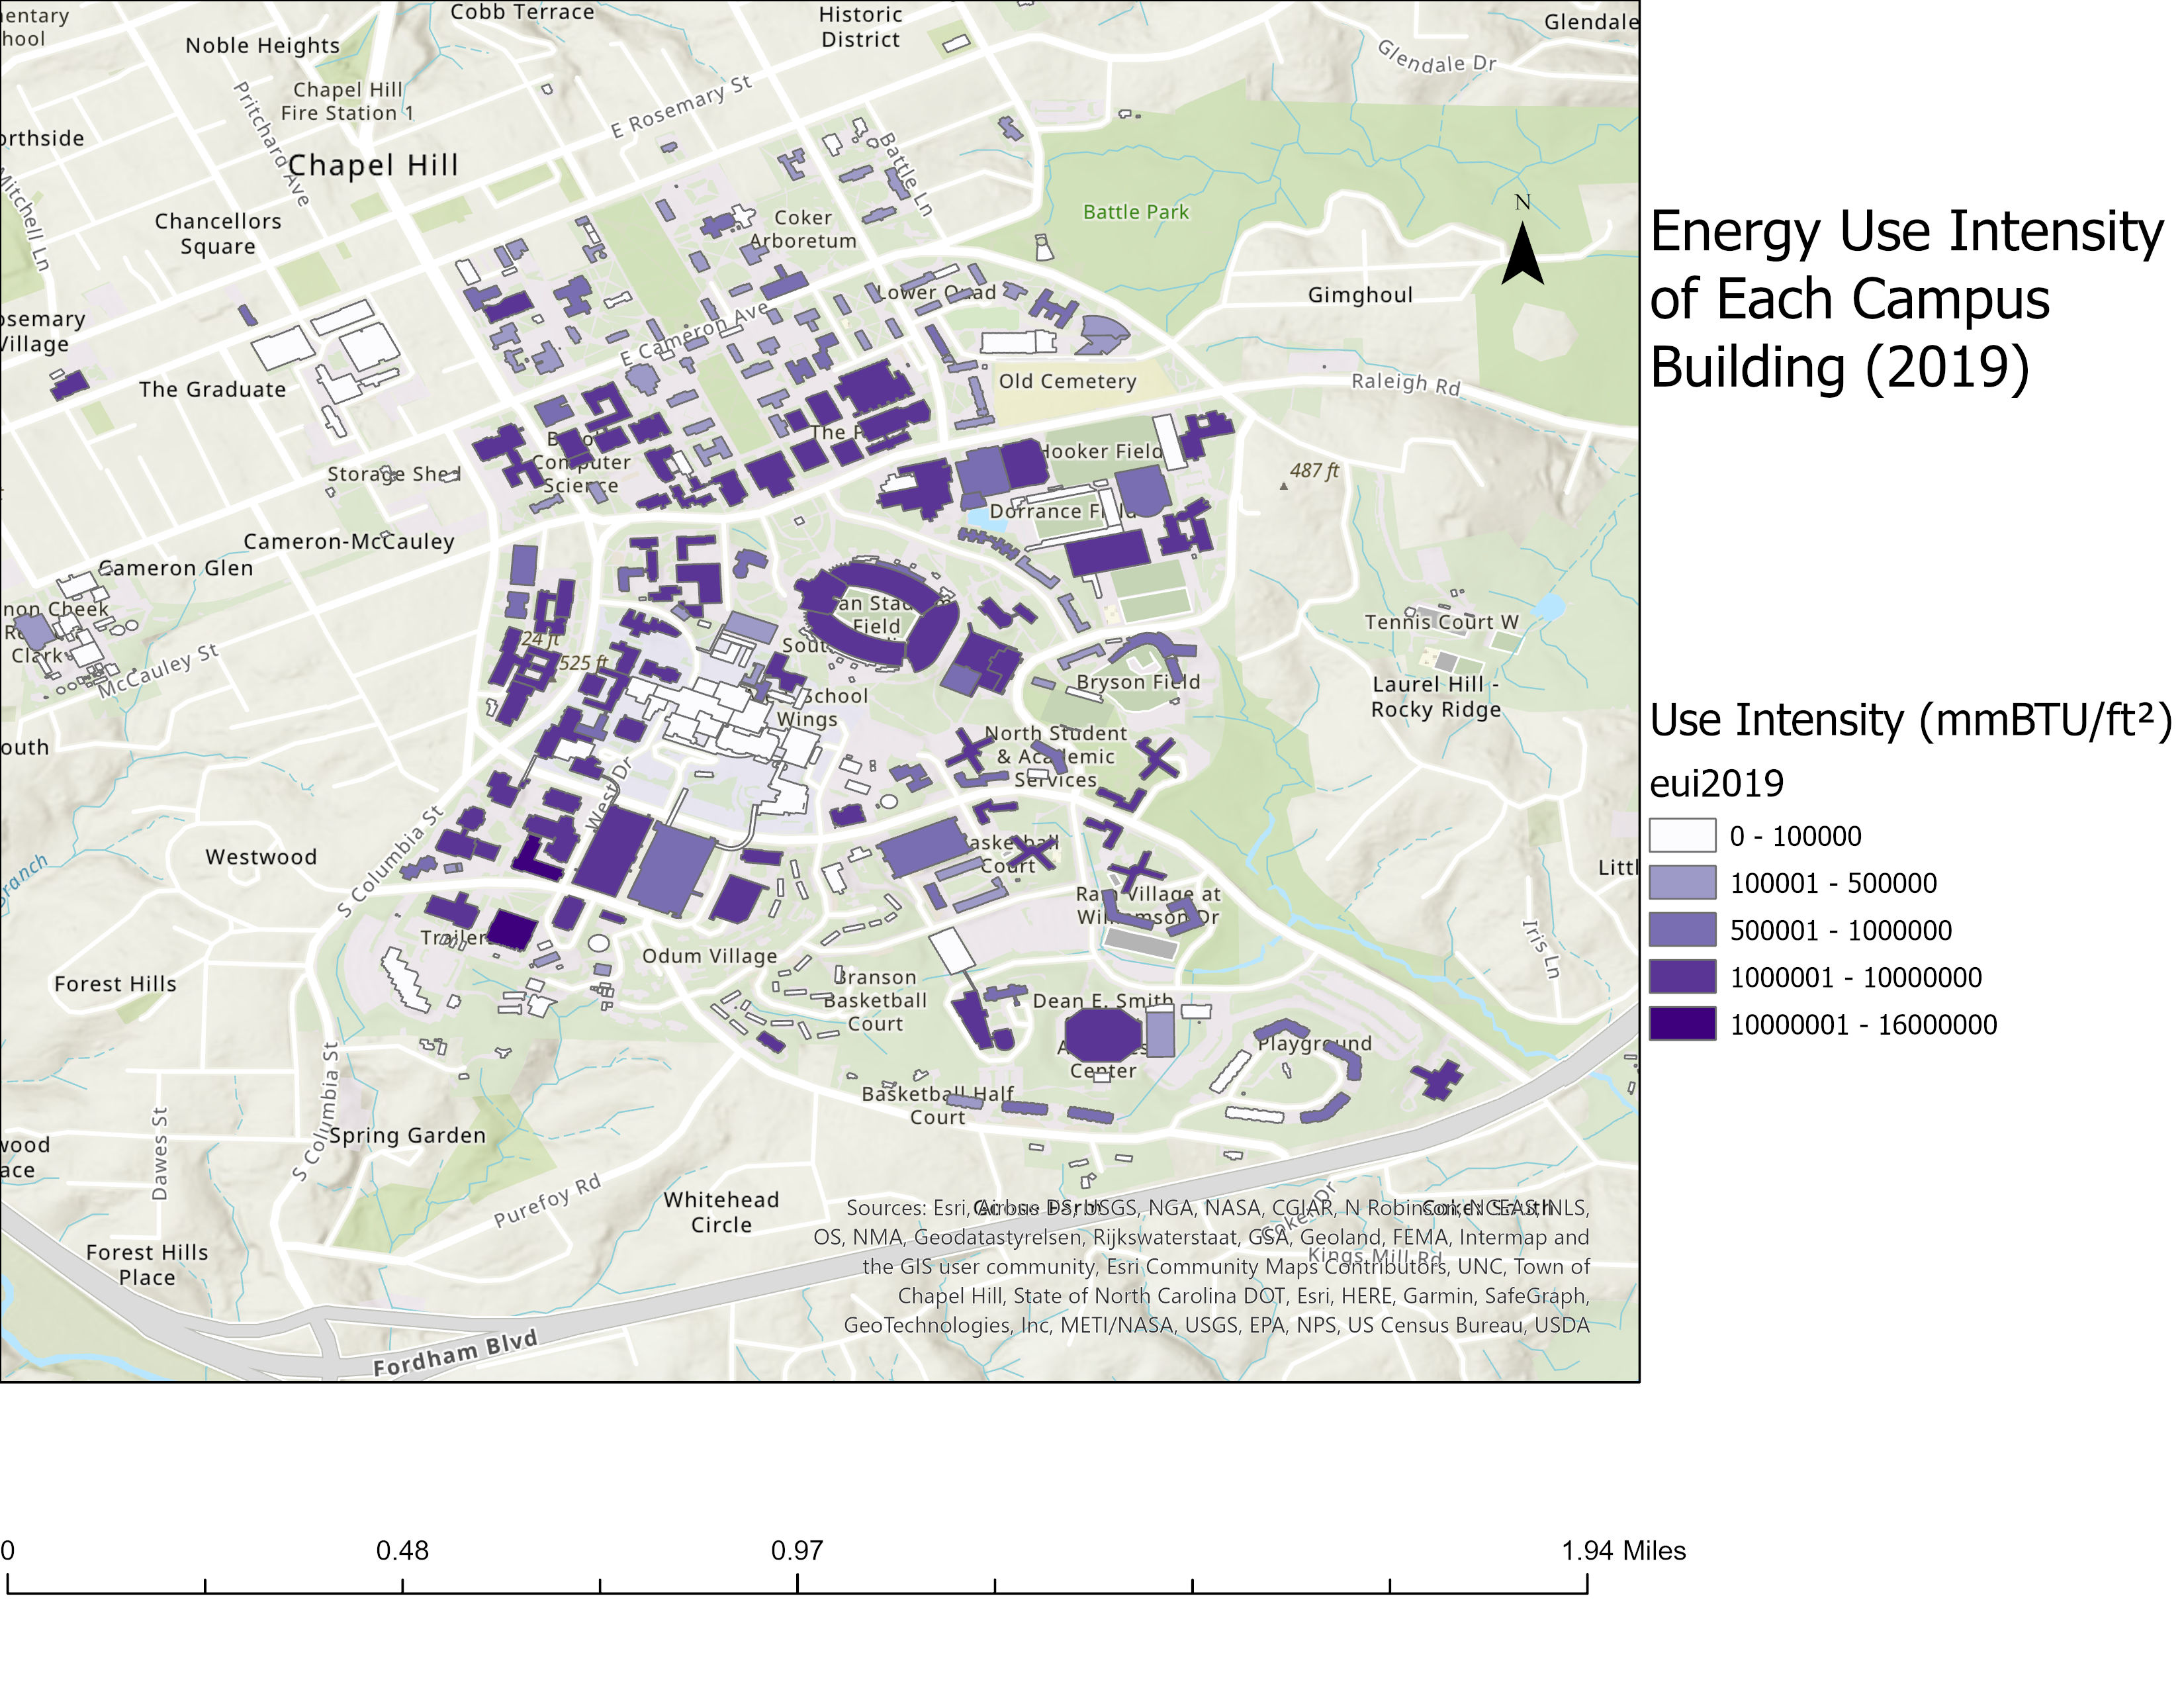 entary
hool
Cobb Terrace
Historic
District
Glendale
Noble Heights
Glendale Dr
Chapel Hill
Fire Station 1
Pritchard Ave
E Rosemary St
orthside
Chapel Hill
Battle Ln
Mitchell Ln
Chancellors
Square
Coker
Arboretum
Battle Park
N
Energy Use Intensity
of Each Campus
Building (2019)
osemary
Village
Lower Quad
Gimghoul
E Cameron Ave
The Graduate
Old Cemetery
Raleigh Rd
The
Computer
Science
Hooker Field
Storage Shed
487 ft
Dorrance Field
Cameron-McCauley
Cameron Glen
non Creek
Clark
McCauley St
24 ft
525 ft
an Stadium
Field
Tennis Court W
School
Wings
Bryson Field
Laurel Hill -
Rocky Ridge
outh
North Student
& Academic
Services
Use Intensity (mmBTU/ft²)
eui2019
0 - 100000
100001 - 500000
500001 - 1000000
1000001 - 10000000
10000001 - 16000000
West Dr
Westwood
S Columbia St
Basketball
Court
Littl
ranch
Ram Village at
Williamson Dr
Trailers
Odum Village
Iris Ln
Forest Hills
Branson
Basketball
Court
Dean E. Smith
Center
Playground
S Columbia St
Basketball Half
Court
Dawes St
Spring Garden
wood
ace
Purefoy Rd
Whitehead
Circle
Coker Dr
Kings Mill Rd
Sources: Esri, Airbus DS, USGS, NGA, NASA, CGIAR, N Robinson, NCEAS, NLS,
OS, NMA, Geodatastyrelsen, Rijkswaterstaat, GSA, Geoland, FEMA, Intermap and
the GIS user community, Esri Community Maps Contributors, UNC, Town of
Chapel Hill, State of North Carolina DOT, Esri, HERE, Garmin, SafeGraph,
GeoTechnologies, Inc, METI/NASA, USGS, EPA, NPS, US Census Bureau, USDA
Forest Hills
Place
Fordham Blvd
0
0.48
0.97
1.94 Miles